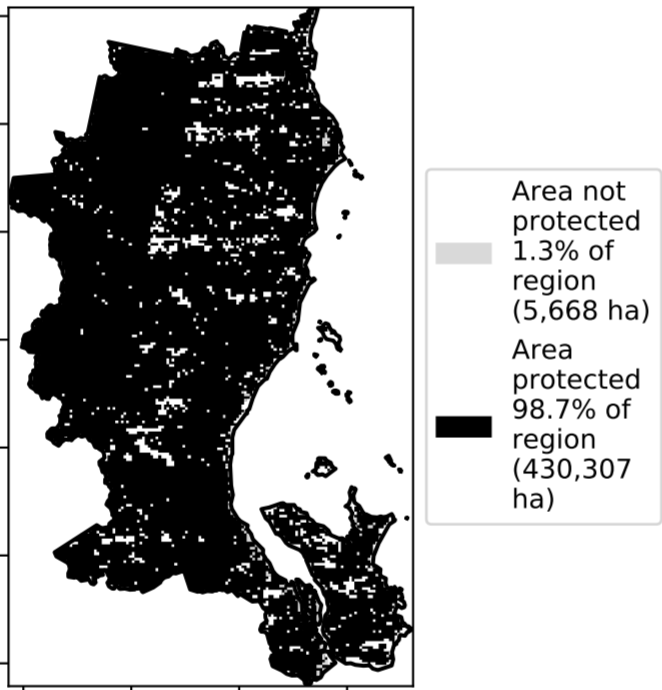 Area not
protected
1.3% of
region
(5,668 ha)
Area
protected
98.7% of
region
(430,307
ha)